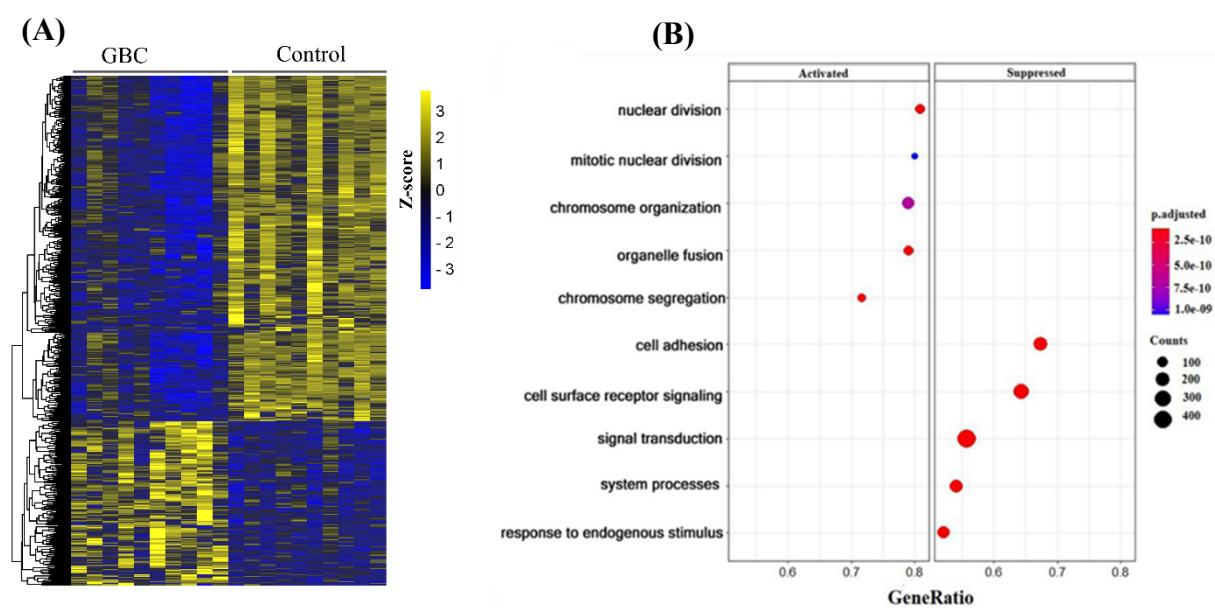 (A)
GBC
Control
3
2
1
0
- 1
- 2
- 3
Z-score
(B)
Activated
Suppressed
nuclear division
mitotic nuclear division
chromosome organization
organelle fusion
chromosome segregation
cell adhesion
cell surface receptor signaling
signal transduction
system processes
response to endogenous stimulus
0.6 0.7 0.8 0.6 0.7 0.8
GeneRatio
p.adjusted
2.5e-10
5.0e-10
7.5e-10
1.0e-09
Counts
100
200
300
400